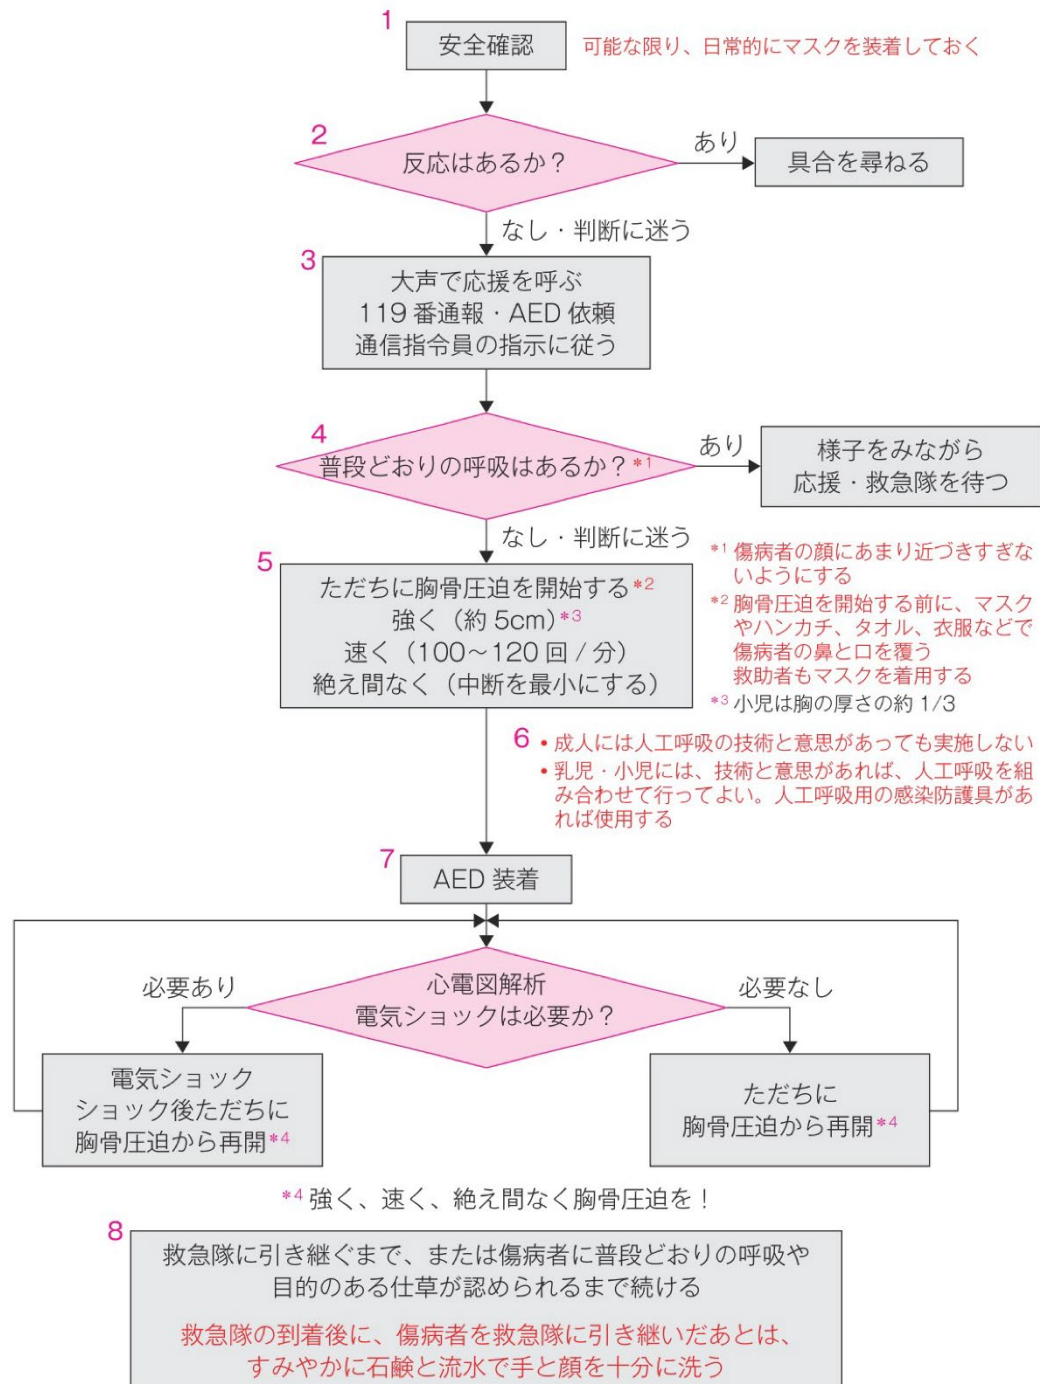 1
安全確認
可能な限り、日常的にマスクを装着しておく
2
反応はあるか？
あり
具合を尋ねる
なし・判断に迷う
3
大声で応援を呼ぶ
119番通報・AED依頼
通信指令員の指示に従う
4
普段どおりの呼吸はあるか？*1
あり
様子をみながら
応援・救急隊を待つ
なし・判断に迷う
5
ただちに胸骨圧迫を開始する*2
強く（約5cm）*3
速く（100～120回/分）
絶え間なく（中断を最小にする）
*1 傷病者の顔にあまり近づきすぎな
いようにする
*2 胸骨圧迫を開始する前に、マスク
やハンカチ、タオル、衣服などで
傷病者の鼻と口を覆う
救助者もマスクを着用する
*3 小児は胸の厚さの約1/3
6
• 成人には人工呼吸の技術と意思があっても実施しない
• 乳児・小児には、技術と意思があれば、人工呼吸を組
み合わせて行ってよい。人工呼吸用の感染防護具があ
れば使用する
7
AED装着
心電図解析
電気ショックは必要か？
必要あり
必要なし
電気ショック
ショック後ただちに
胸骨圧迫から再開*4
ただちに
胸骨圧迫から再開*4
*4 強く、速く、絶え間なく胸骨圧迫を！
8
救急隊に引き継ぐまで、または傷病者に普段どおりの呼吸や
目的のある仕草が認められるまで続ける
救急隊の到着後に、傷病者を救急隊に引き継いだあとは、
すみやかに石鹸と流水で手と顔を十分に洗う